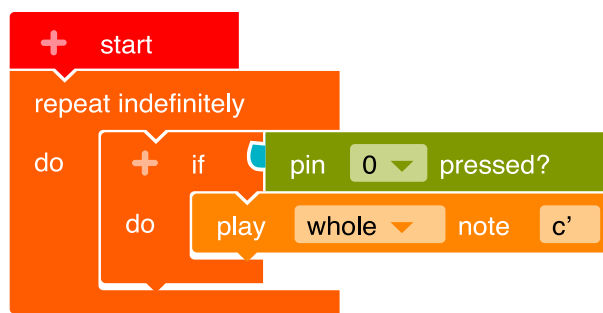 + start
repeat indefinitely
do + if pin 0 pressed?
do play whole note c’